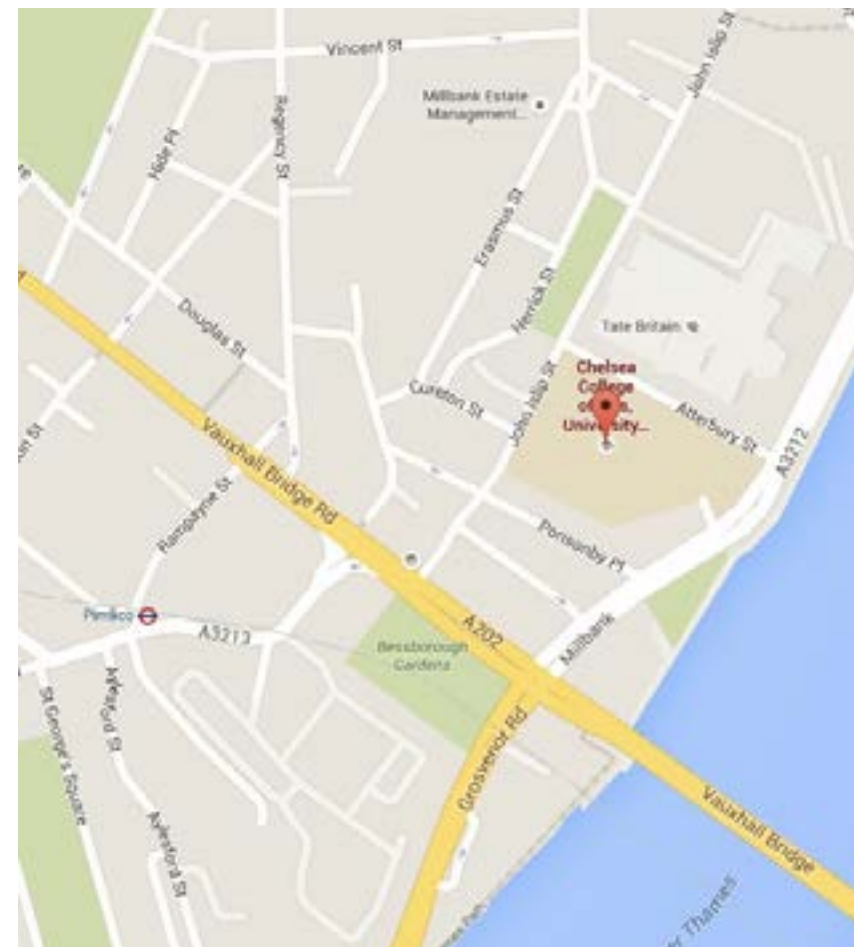 Vincent St
John Islip St
Millbank Estate
Management...
Hide Pl
Regency St
Erasmus St
Herrick St
Tate Britain
Douglas St
Chelsea
College
of
University...
Cureton St
John Islip St
Atterbury St
A3212
Vauxhall Bridge Rd
Rampayne St
Ponsonby Pl
Pimlico
A3213
A202
Millbank
Bessborough
Gardens
Aylesford St
St George's Square
Grosvenor Rd
Aylesford St
Vauxhall Bridge
Thames